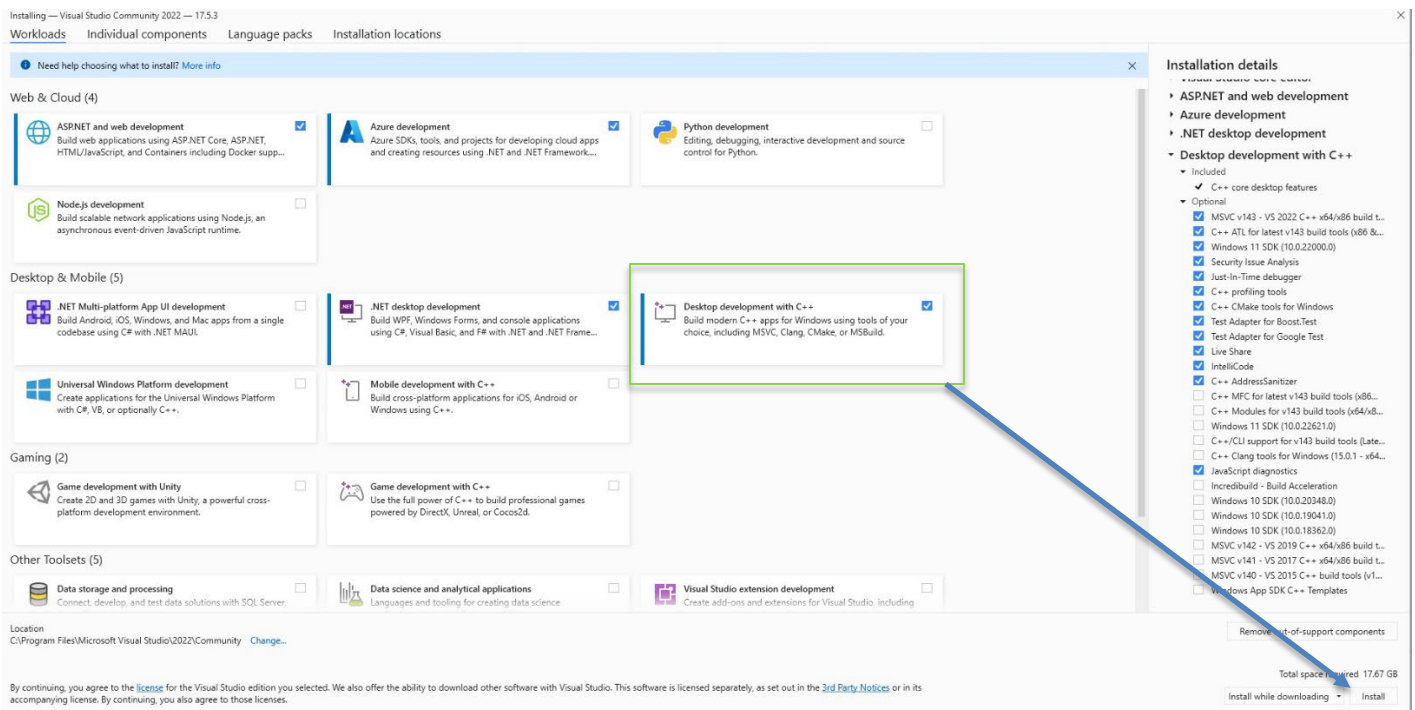 Installing — Visual Studio Community 2022 — 17.5.3
Workloads Individual components Language packs Installation locations
Need help choosing what to install? More info
Web & Cloud (4)
ASP.NET and web development
Build web applications using ASP.NET Core, ASP.NET,
HTML/JavaScript, and Containers including Docker supp...
Azure development
Azure SDKs, tools, and projects for developing cloud apps
and creating resources using .NET and .NET Framework....
Python development
Editing, debugging, interactive development and source
control for Python.
Node.js development
Build scalable network applications using Node.js, an
asynchronous event-driven JavaScript runtime.
Desktop & Mobile (5)
.NET Multi-platform App UI development
Build Android, iOS, Windows, and Mac apps from a single
codebase using C# with .NET MAUI.
.NET desktop development
Build WPF, Windows Forms, and console applications
using C#, Visual Basic, and F# with .NET and .NET Frame...
Desktop development with C++
Build modern C++ apps for Windows using tools of your
choice, including MSVC, Clang, CMake, or MSBuild.
Universal Windows Platform development
Create applications for the Universal Windows Platform
with C#, VB, or optionally C++.
Mobile development with C++
Build cross-platform applications for iOS, Android or
Windows using C++.
Gaming (2)
Game development with Unity
Create 2D and 3D games with Unity, a powerful cross-
platform development environment.
Game development with C++
Use the full power of C++ to build professional games
powered by DirectX, Unreal, or Cocos2d.
Other Toolsets (5)
Data storage and processing
Connect, develop, and test data solutions with SQL Server,
Data science and analytical applications
Languages and tooling for creating data science
Visual Studio extension development
Create add-ons and extensions for Visual Studio, including
Installation details
Visual Studio core editor
ASP.NET and web development
Azure development
.NET desktop development
Desktop development with C++
Included
C++ core desktop features
Optional
MSVC v143 - VS 2022 C++ x64/x86 build t...
C++ ATL for latest v143 build tools (x86 &...
Windows 11 SDK (10.0.22000.0)
Security Issue Analysis
Just-In-Time debugger
C++ profiling tools
C++ CMake tools for Windows
Test Adapter for Boost.Test
Test Adapter for Google Test
Live Share
IntelliCode
C++ AddressSanitizer
C++ MFC for latest v143 build tools (x86...
C++ Modules for v143 build tools (x64/x8...
Windows 11 SDK (10.0.22621.0)
C++/CLI support for v143 build tools (Late...
C++ Clang tools for Windows (15.0.1 - x64...
JavaScript diagnostics
Incredibuild - Build Acceleration
Windows 10 SDK (10.0.20348.0)
Windows 10 SDK (10.0.19041.0)
Windows 10 SDK (10.0.18362.0)
MSVC v142 - VS 2019 C++ x64/x86 build t...
MSVC v141 - VS 2017 C++ x64/x86 build t...
MSVC v140 - VS 2015 C++ build tools (v1...
Windows App SDK C++ Templates
Location
C:\Program Files\Microsoft Visual Studio\2022\Community Change...
Remove out-of-support components
Total space required 17.67 GB
By continuing, you agree to the license for the Visual Studio edition you selected. We also offer the ability to download other software with Visual Studio. This software is licensed separately, as set out in the 3rd Party Notices or in its
accompanying license. By continuing, you also agree to those licenses.
Install while downloading Install